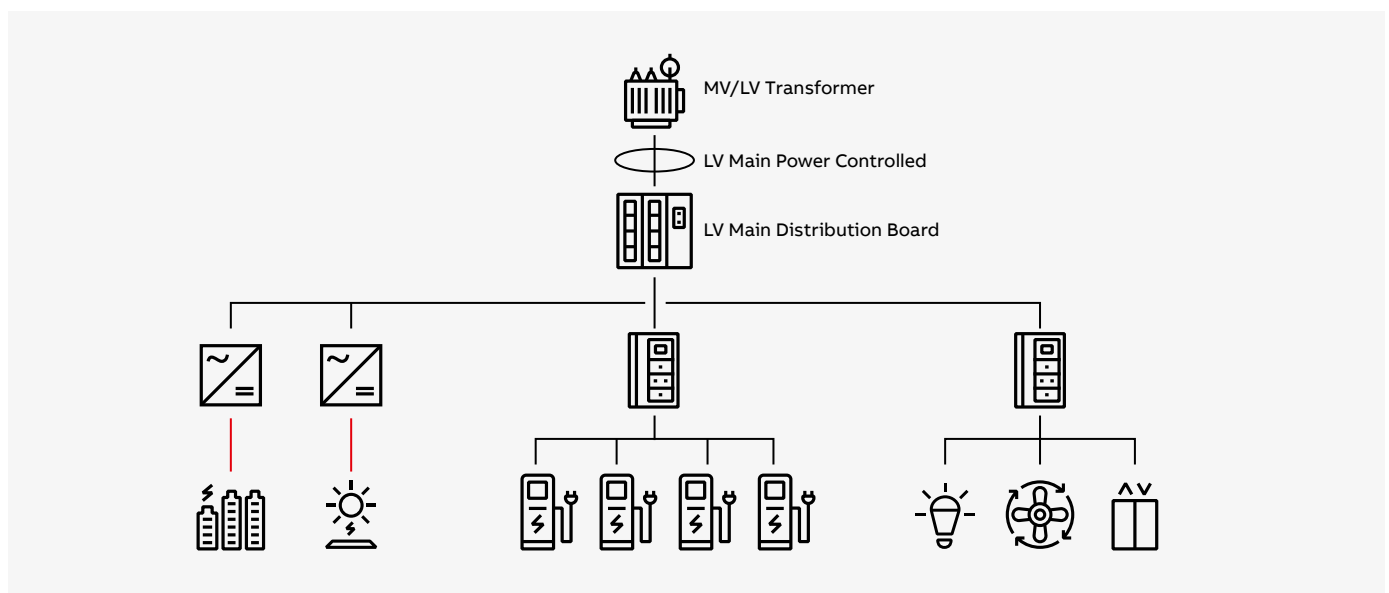 MV/LV Transformer
LV Main Power Controlled
LV Main Distribution Board